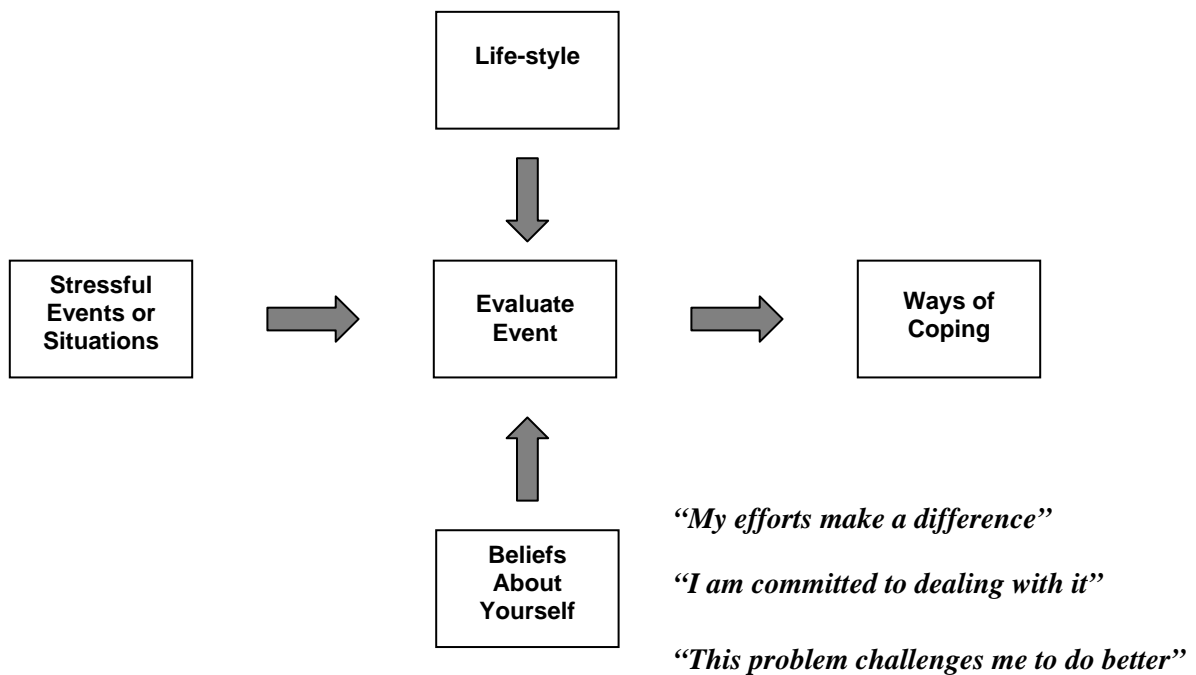 Life-style
Stressful
Events or
Situations
Evaluate
Event
Ways of
Coping
Beliefs
About
Yourself
“My efforts make a difference”
“I am committed to dealing with it”
“This problem challenges me to do better”